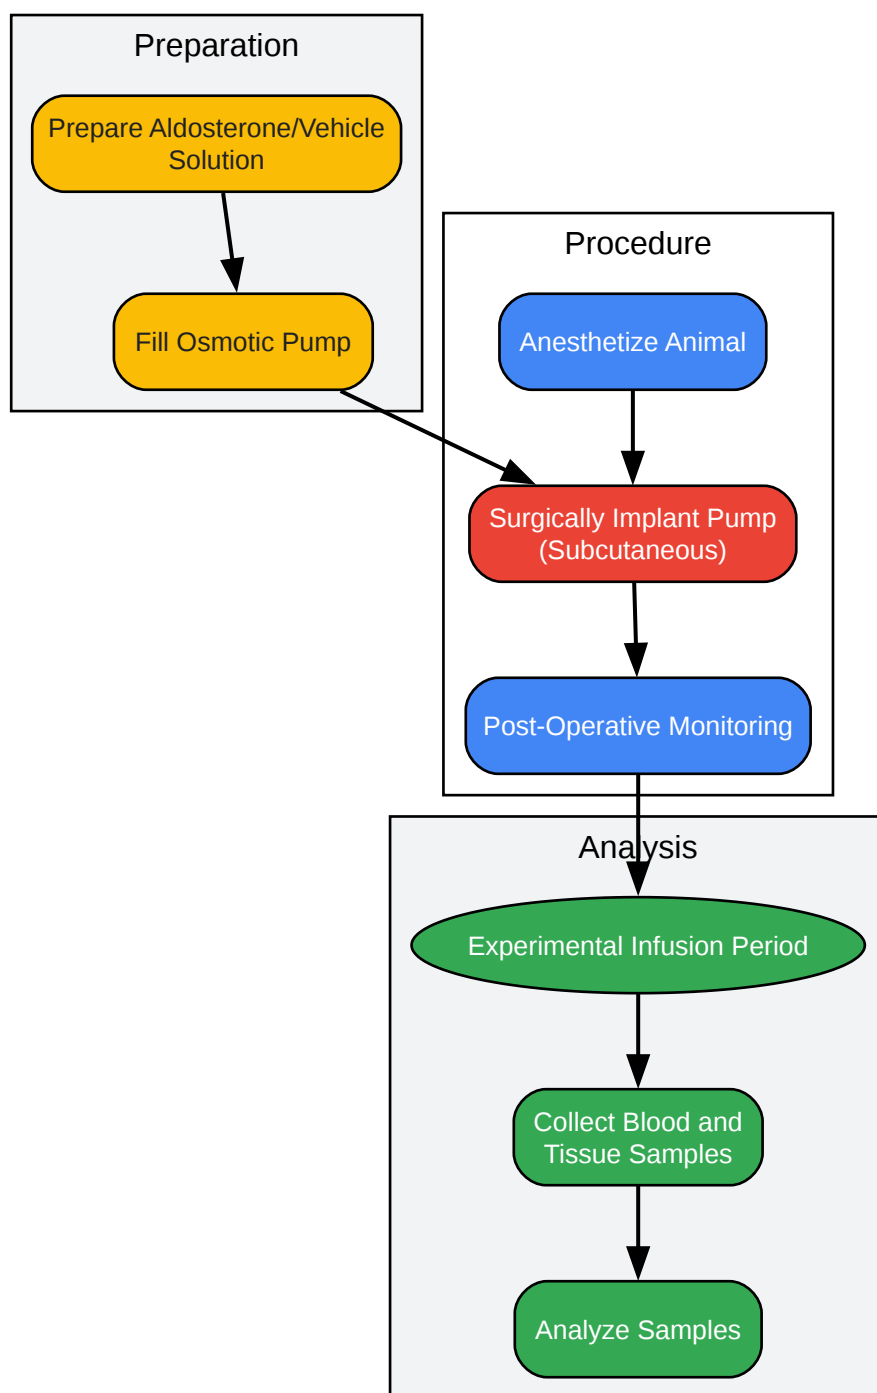 Preparation
Prepare Aldosterone/Vehicle
Solution
Fill Osmotic Pump
Procedure
Anesthetize Animal
Surgically Implant Pump
(Subcutaneous)
Post-Operative Monitoring
Analysis
Experimental Infusion Period
Collect Blood and
Tissue Samples
Analyze Samples